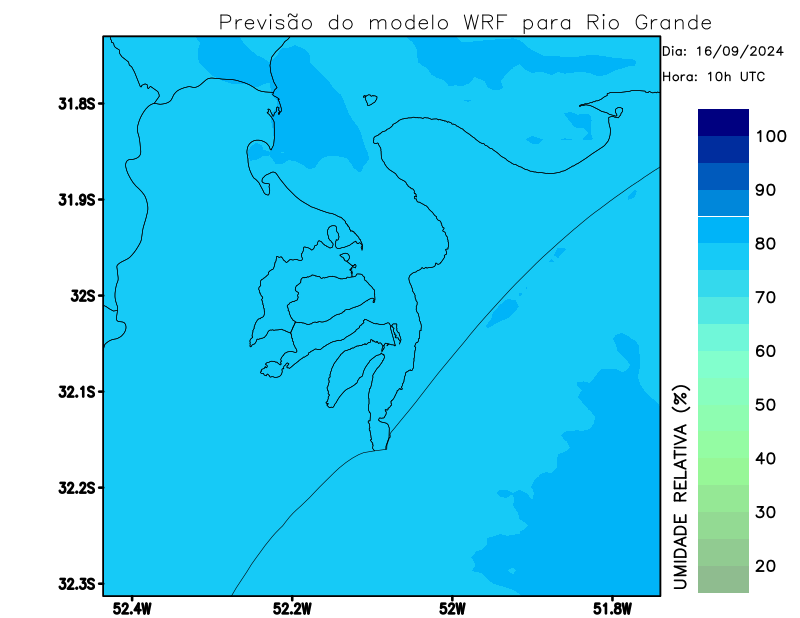 Previsão do modelo WRF para Rio Grande
Dia: 16/09/2024
Hora: 10h UTC
31.8S
31.9S
32S
32.1S
32.2S
32.3S
52.4W
52.2W
52W
51.8W
100
90
80
70
60
50
40
30
20
UMIDADE RELATIVA (%)